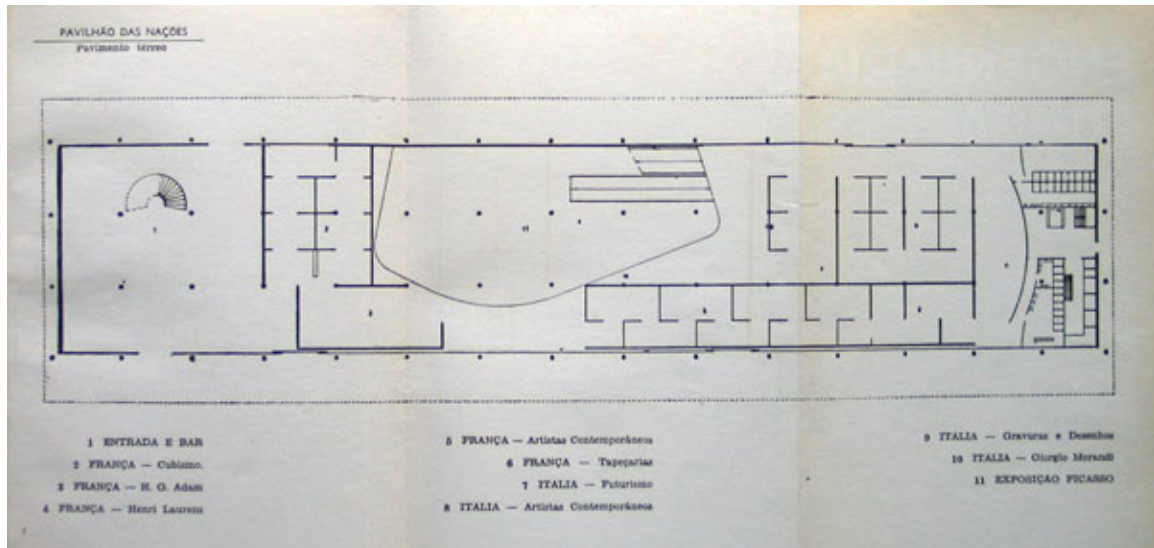 PAVILHÃO DAS NAÇÕES
Pavimento térreo
1 ENTRADA E BAR
2 FRANÇA — Cubismo.
3 FRANÇA — H. G. Adam
4 FRANÇA — Henri Laurens
5 FRANÇA — Artistas Contemporâneos
6 FRANÇA — Tapeçarias
7 ITALIA — Futurismo
8 ITALIA — Artistas Contemporâneos
9 ITALIA — Gravuras e Desenhos
10 ITALIA — Giorgio Morandi
11 EXPOSIÇÃO PICASSO